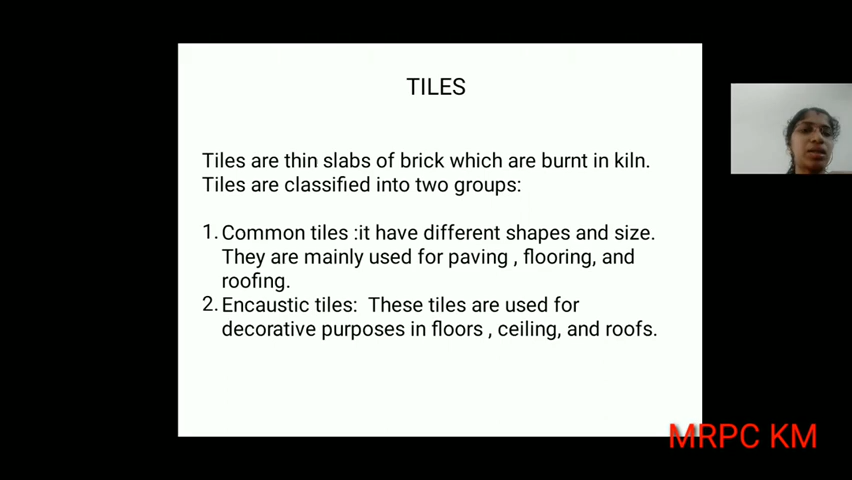 TILES
Tiles are thin slabs of brick which are burnt in kiln.
Tiles are classified into two groups:
1. Common tiles :it have different shapes and size.
They are mainly used for paving , flooring, and
roofing.
2. Encaustic tiles:  These tiles are used for
decorative purposes in floors , ceiling, and roofs.
MRPC KM